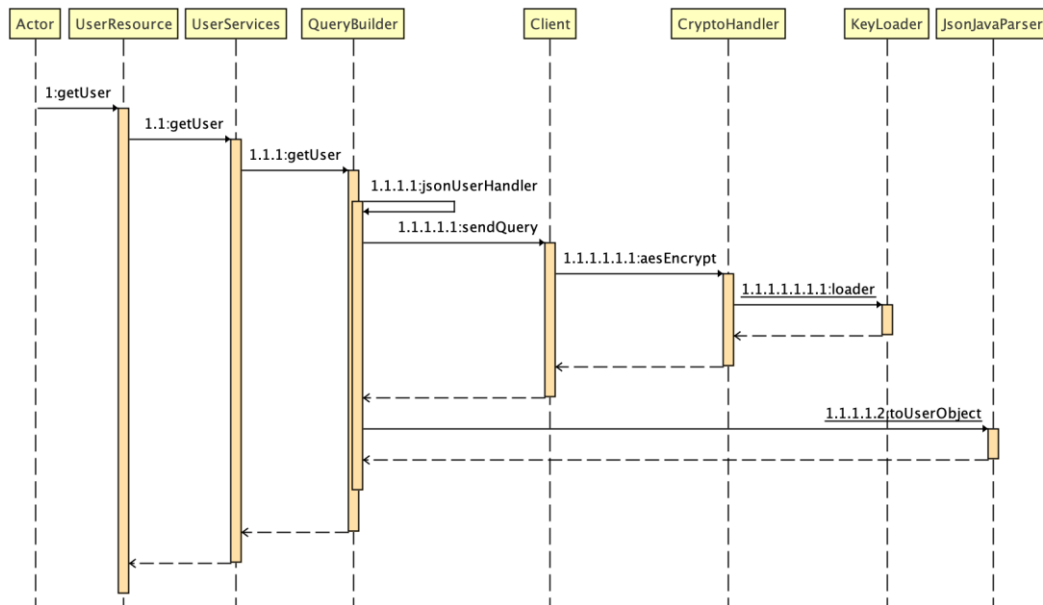 Actor UserResource UserServices QueryBuilder Client CryptoHandler KeyLoader JsonJavaParser
1:getUser
1.1:getUser
1.1.1:getUser
1.1.1.1:jsonUserHandler
1.1.1.1.1:sendQuery
1.1.1.1.1.1:aesEncrypt
1.1.1.1.1.1.1:loader
1.1.1.1.2:toUserObject